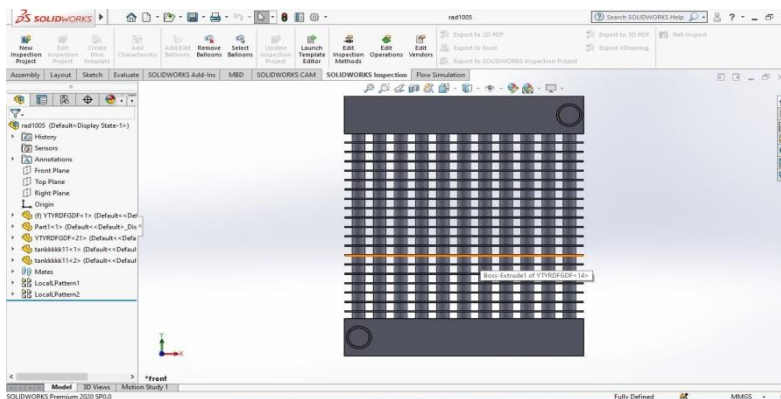 SOLIDWORKS
rad1005
Search SOLIDWORKS Help
New Inspection Project
Edit Inspection Project
Create New Template
Add Characteristic
Add/Edit Balloons
Remove Balloons
Select Balloons
Update Inspection Project
Launch Template Editor
Edit Inspection Methods
Edit Operations
Edit Vendors
Export to 2D PDF
Export to Excel
Export to SOLIDWORKS Inspection Project
Export to 3D PDF
Export eDrawing
Net-Inspect
Assembly Layout Sketch Evaluate SOLIDWORKS Add-Ins MBD SOLIDWORKS CAM SOLIDWORKS Inspection Flow Simulation
rad1005 (Default<Display State-1>)
History
Sensors
Annotations
Front Plane
Top Plane
Right Plane
Origin
(f) YTYRDFGDF<1> (Default<<Def
Part1<1> (Default<<Default>_Dis
YTYRDFGDF<21> (Default<<Defa
tankkkkk11<1> (Default<<Defaul
tankkkkk11<2> (Default<<Defaul
Mates
LocalLPattern1
LocalLPattern2
Boss-Extrude1 of YTYRDFGDF<14>
Y
X
*Front
Model 3D Views Motion Study 1
SOLIDWORKS Premium 2020 SP0.0
Fully Defined
MMGS